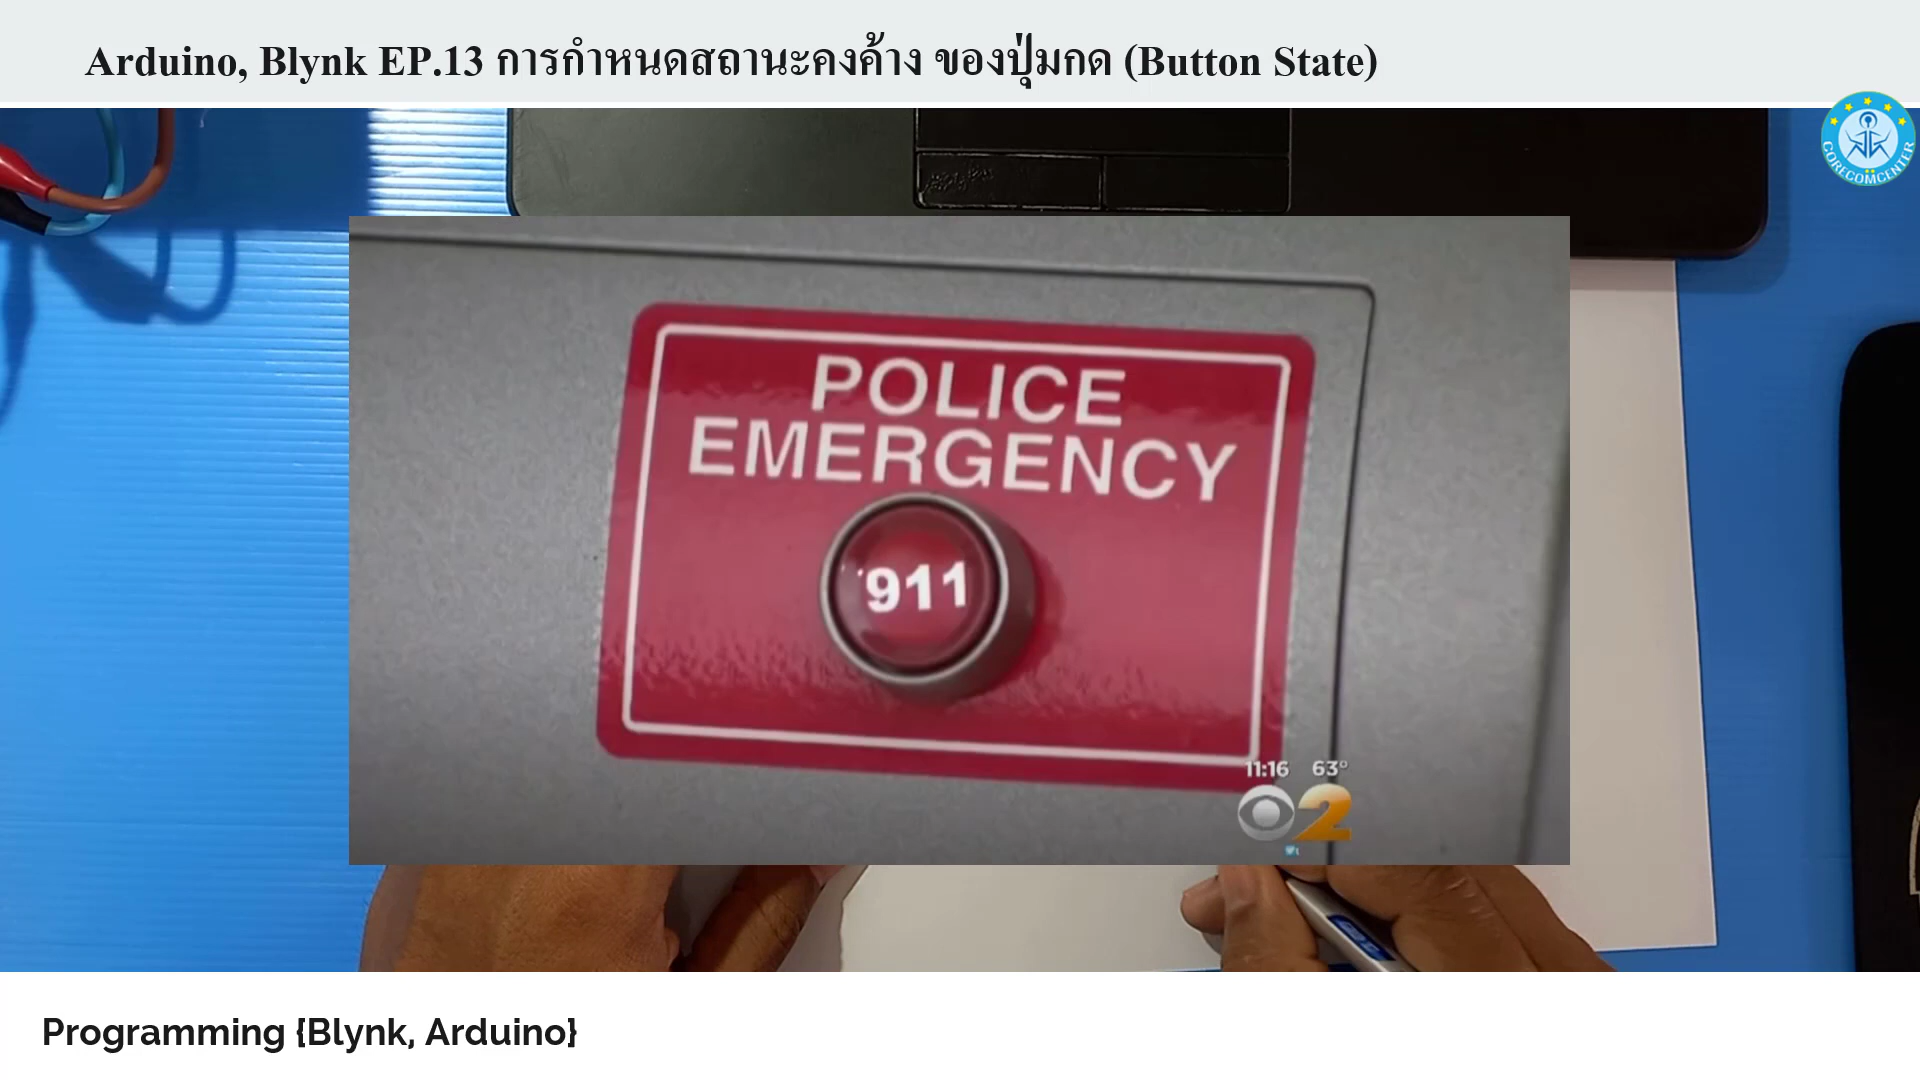 Arduino, Blynk EP.13 การกำหนดสถานะคงค้าง ของปุ่มกด (Button State)
CORECOMCENTER
POLICE
EMERGENCY
911
11:16 63°
2
Programming {Blynk, Arduino}